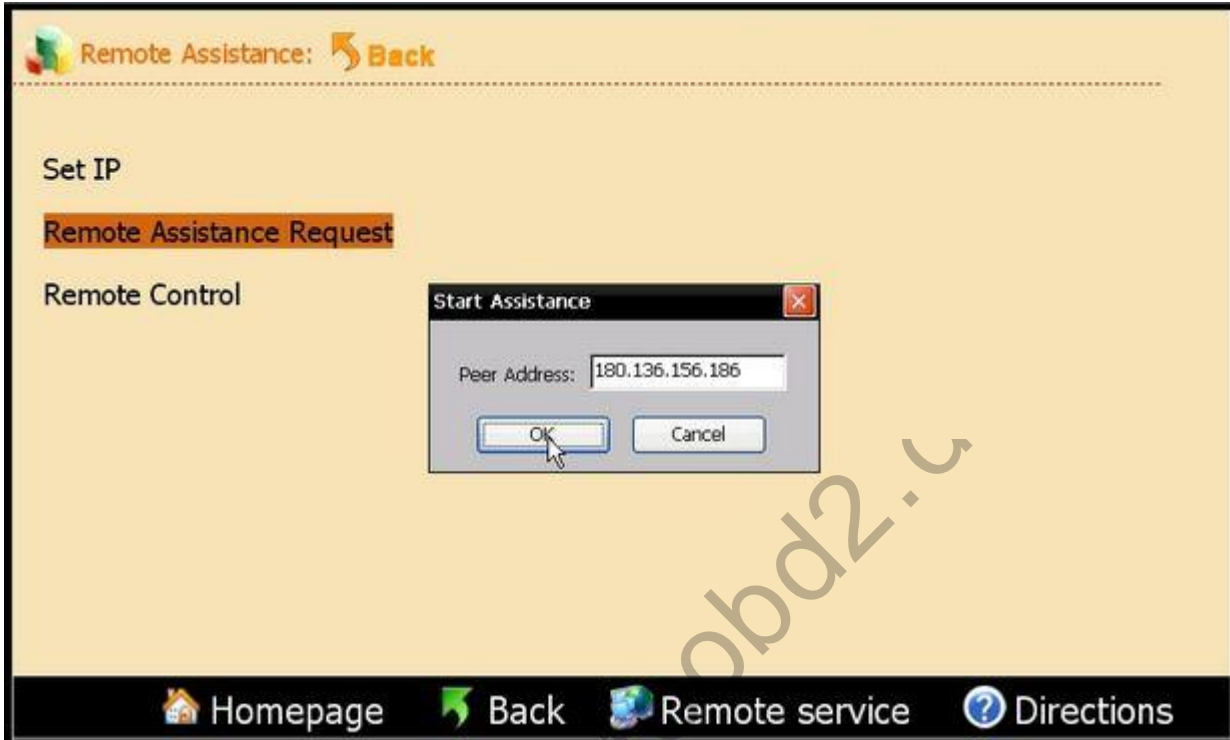 Remote Assistance: Back
Set IP
Remote Assistance Request
Remote Control
Start Assistance
Peer Address: 180.136.156.186
OK Cancel
obd2.
Homepage Back Remote service Directions